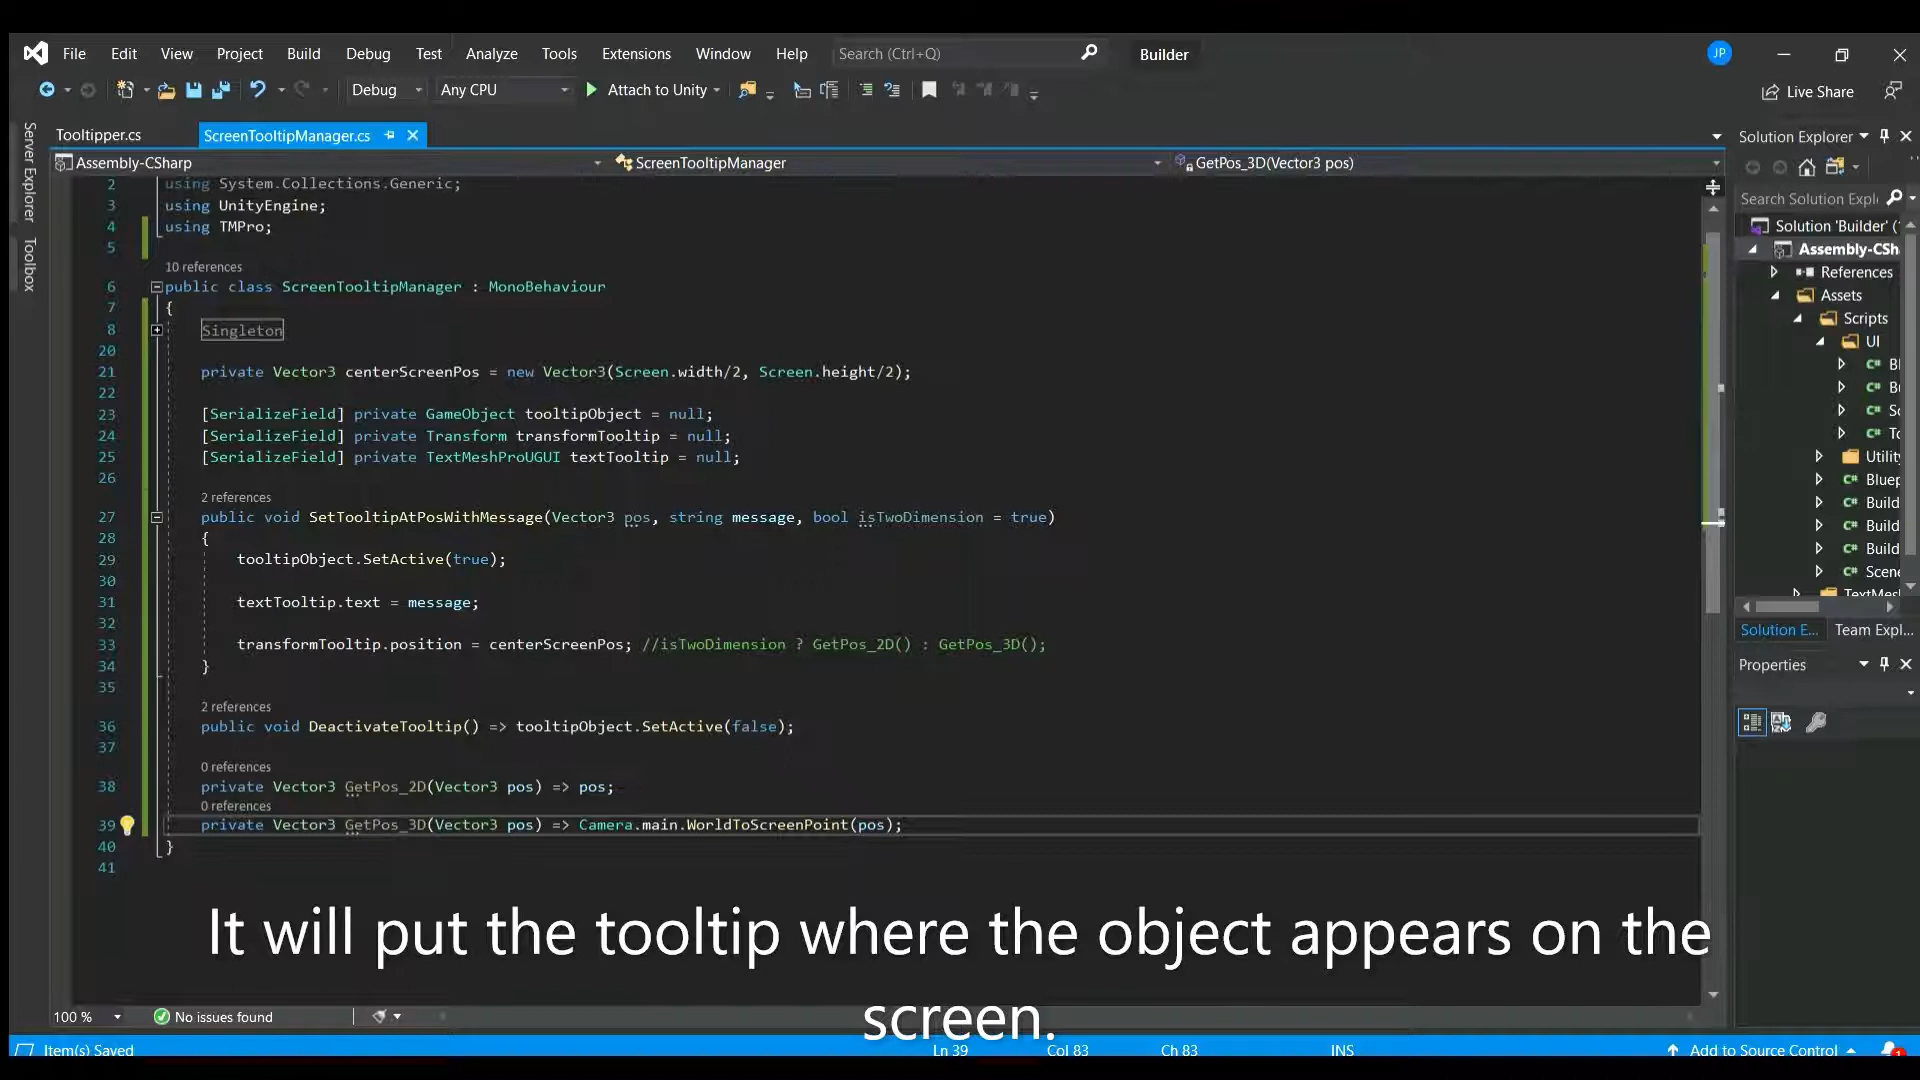 File Edit View Project Build Debug Test Analyze Tools Extensions Window Help Search (Ctrl+Q) Builder JP
Debug Any CPU Attach to Unity Live Share
Server Explorer
Toolbox
Tooltipper.cs ScreenTooltipManager.cs
Assembly-CSharp ScreenTooltipManager GetPos_3D(Vector3 pos)
2 using System.Collections.Generic;
3 using UnityEngine;
4 using TMPro;
5
10 references
6 public class ScreenTooltipManager : MonoBehaviour
7 {
8 Singleton
20
21 private Vector3 centerScreenPos = new Vector3(Screen.width/2, Screen.height/2);
22
23 [SerializeField] private GameObject tooltipObject = null;
24 [SerializeField] private Transform transformTooltip = null;
25 [SerializeField] private TextMeshProUGUI textTooltip = null;
26
2 references
27 public void SetTooltipAtPosWithMessage(Vector3 pos, string message, bool isTwoDimension = true)
28 {
29 tooltipObject.SetActive(true);
30
31 textTooltip.text = message;
32
33 transformTooltip.position = centerScreenPos; //isTwoDimension ? GetPos_2D() : GetPos_3D();
34 }
35
2 references
36 public void DeactivateTooltip() => tooltipObject.SetActive(false);
37
0 references
38 private Vector3 GetPos_2D(Vector3 pos) => pos;
0 references
39 private Vector3 GetPos_3D(Vector3 pos) => Camera.main.WorldToScreenPoint(pos);
40 }
41
It will put the tooltip where the object appears on the
screen.
100 % No issues found
Item(s) Saved Ln 39 Col 83 Ch 83 INS Add to Source Control 1
Solution Explorer
Search Solution Expl
Solution 'Builder' (
Assembly-CSh
References
Assets
Scripts
UI
C# Bl
C# B
C# Sc
C# To
Utility
C# Bluep
C# Build
C# Build
C# Build
C# Scene
TextMes
Solution E... Team Expl...
Properties